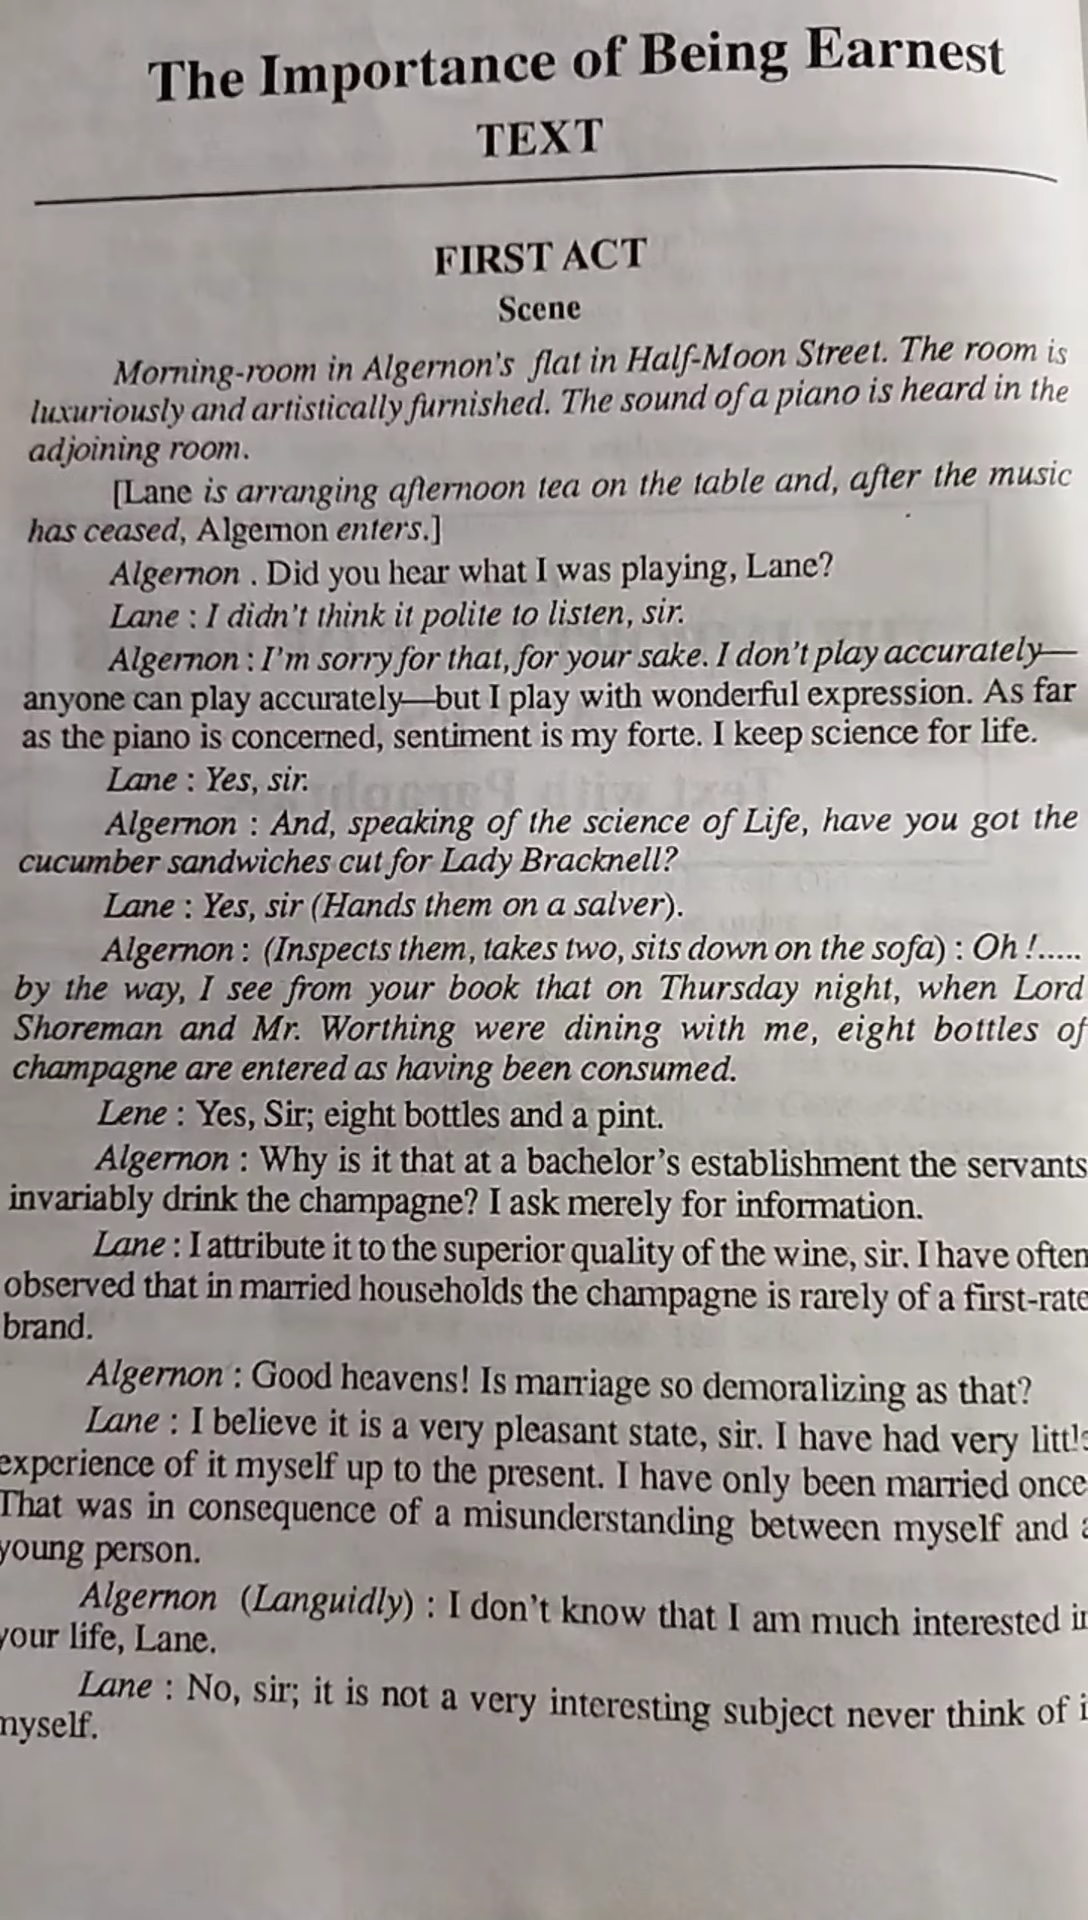 The Importance of Being Earnest
TEXT
FIRST ACT
Scene
Morning-room in Algernon's flat in Half-Moon Street. The room is
luxuriously and artistically furnished. The sound of a piano is heard in the
adjoining room.
[Lane is arranging afternoon tea on the table and, after the music
has ceased, Algernon enters.]
Algernon . Did you hear what I was playing, Lane?
Lane : I didn't think it polite to listen, sir.
Algernon : I'm sorry for that, for your sake. I don't play accurately—
anyone can play accurately—but I play with wonderful expression. As far
as the piano is concerned, sentiment is my forte. I keep science for life.
Lane : Yes, sir.
Algernon : And, speaking of the science of Life, have you got the
cucumber sandwiches cut for Lady Bracknell?
Lane : Yes, sir (Hands them on a salver).
Algernon : (Inspects them, takes two, sits down on the sofa) : Oh !.....
by the way, I see from your book that on Thursday night, when Lord
Shoreman and Mr. Worthing were dining with me, eight bottles of
champagne are entered as having been consumed.
Lene : Yes, Sir; eight bottles and a pint.
Algernon : Why is it that at a bachelor's establishment the servants
invariably drink the champagne? I ask merely for information.
Lane : I attribute it to the superior quality of the wine, sir. I have often
observed that in married households the champagne is rarely of a first-rate
brand.
Algernon : Good heavens! Is marriage so demoralizing as that?
Lane : I believe it is a very pleasant state, sir. I have had very little
experience of it myself up to the present. I have only been married once
That was in consequence of a misunderstanding between myself and a
young person.
Algernon (Languidly) : I don't know that I am much interested in
your life, Lane.
Lane : No, sir; it is not a very interesting subject never think of i
myself.